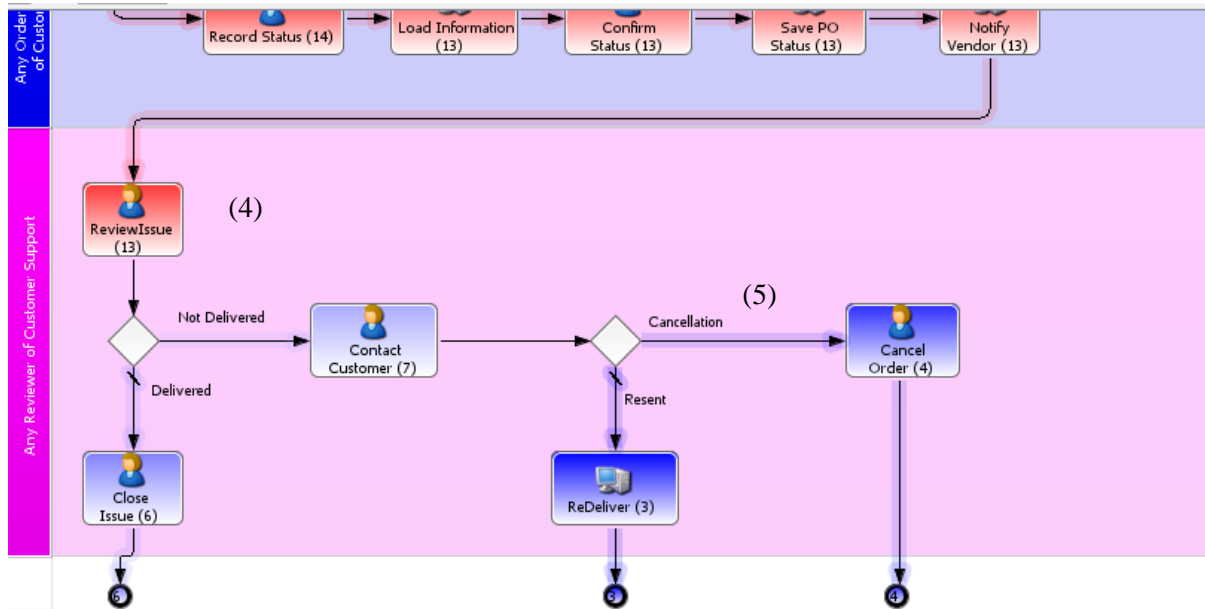 Any Order
of Custo
Record Status (14)
Load Information
(13)
Confirm
Status (13)
Save PO
Status (13)
Notify
Vendor (13)
Any Reviewer of Customer Support
ReviewIssue
(13)
(4)
Not Delivered
Contact
Customer (7)
(5)
Cancellation
Cancel
Order (4)
Delivered
Resent
Close
Issue (6)
ReDeliver (3)
6
3
4